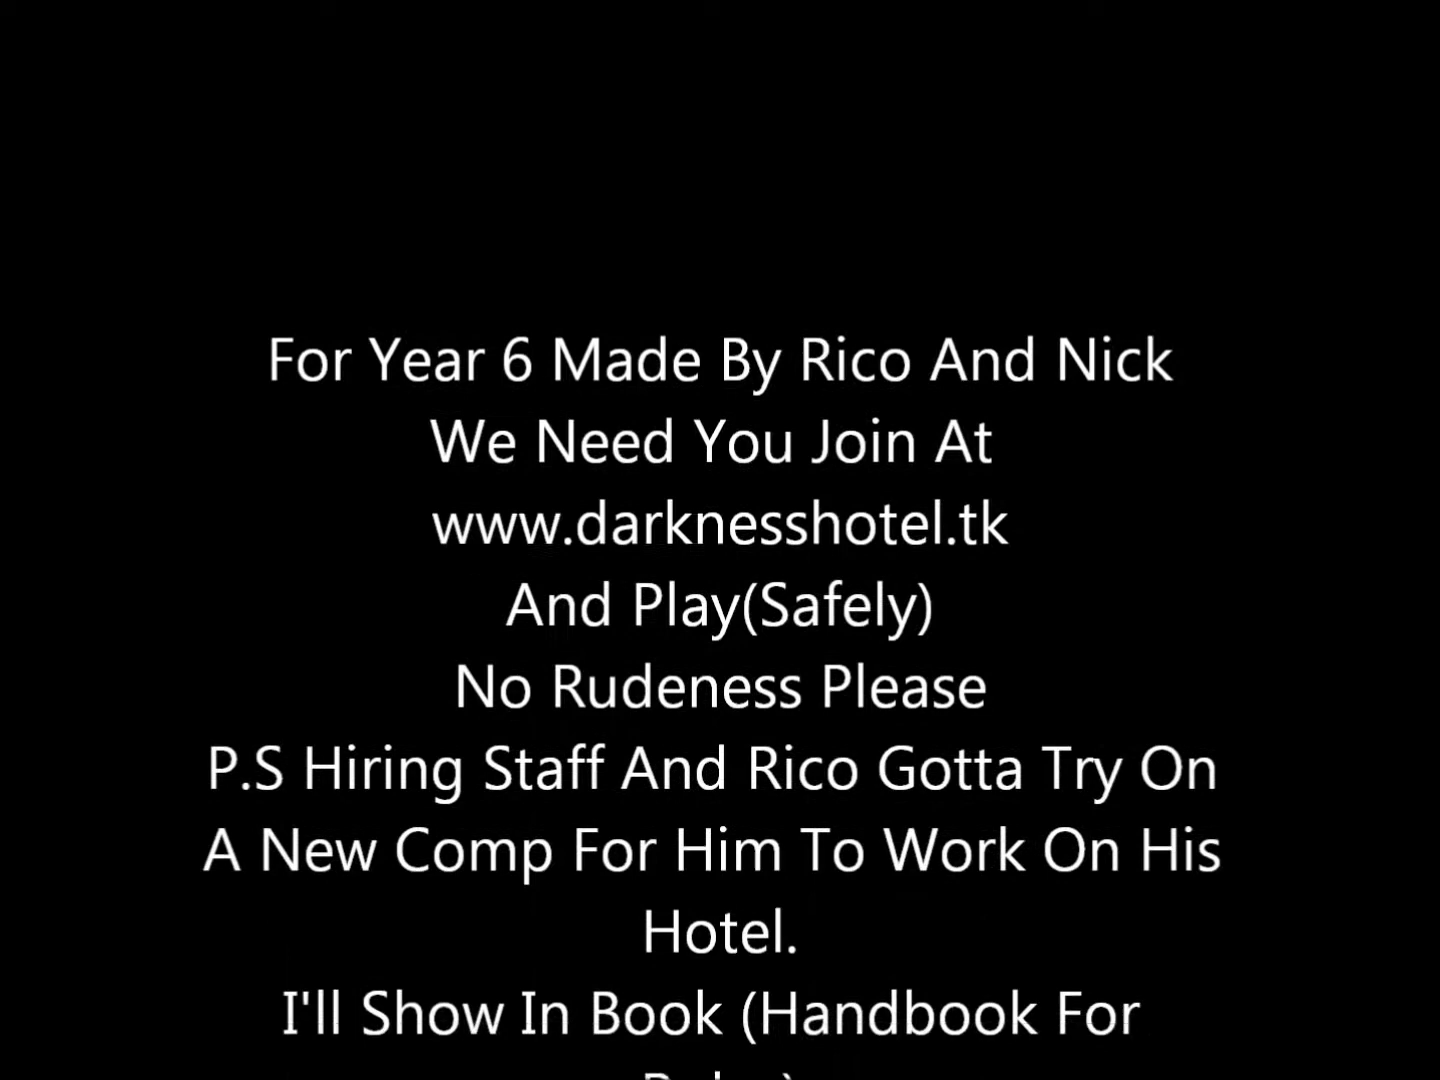 For Year 6 Made By Rico And Nick
We Need You Join At
www.darknesshotel.tk
And Play(Safely)
No Rudeness Please
P.S Hiring Staff And Rico Gotta Try On
A New Comp For Him To Work On His
Hotel.
I'll Show In Book (Handbook For